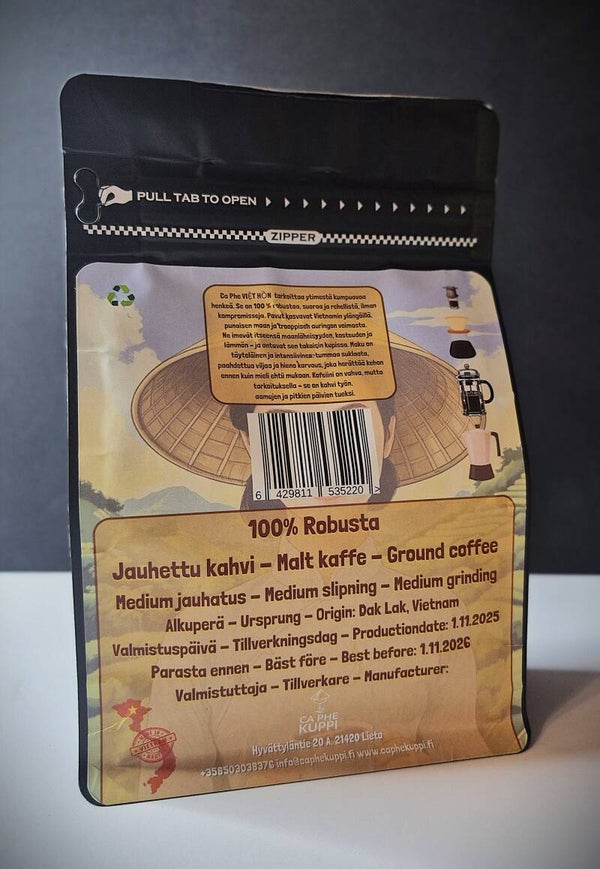 PULL TAB TO OPEN
ZIPPER
Ca Phe VIỆT HỒN tarkoittaa ytimestä kumpuavaa
henkeä. Se on 100 % robustaa, suoraa ja rehellistä, ilman
kompromisseja. Pavut kasvavat Vietnamin ylängöillä,
punaisen maan ja trooppisen auringon voimasta.
Ne imevät itseensä maanläheisyyden, kosteuden ja
lämmön – ja antavat sen takaisin kupissa. Maku on
täyteläinen ja intensiivinen: tummaa suklaata,
paahdettua viljaa ja hieno karvaus, joka herättää kehon
ennen kuin mieli ehtii mukaan. Kofeiini on vahva, mutta
tarkoituksella – se on kahvi työn,
aamujen ja pitkien päivien tueksi.
6 429811 535220 >
100% Robusta
Jauhettu kahvi – Malt kaffe – Ground coffee
Medium jauhatus – Medium slipning – Medium grinding
Alkuperä – Ursprung – Origin: Dak Lak, Vietnam
Valmistuspäivä – Tillverkningsdag – Productiondate: 1.11.2025
Parasta ennen – Bäst före – Best before: 1.11.2026
Valmistuttaja – Tillverkare – Manufacturer:
CA PHE
KUPPI
VIETNAM
Hyvättyläntie 20 A 21420 Lieto
+358503038376 info@caphekuppi.fi www.caphekuppi.fi